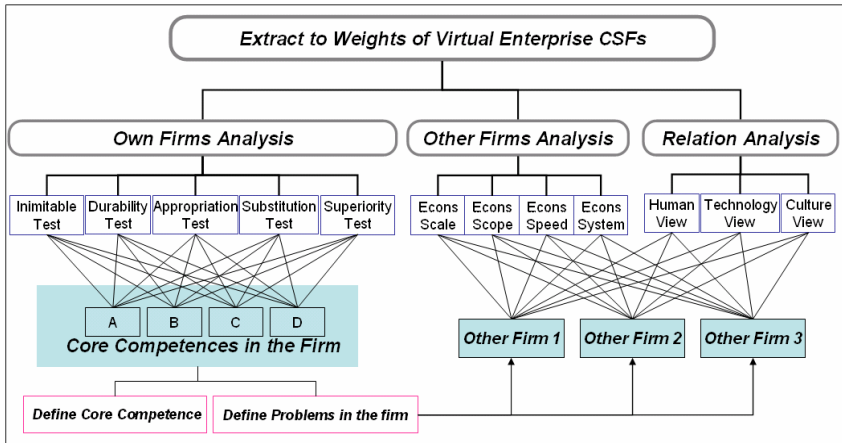 Extract to Weights of Virtual Enterprise CSFs
Own Firms Analysis
Other Firms Analysis
Relation Analysis
Inimitable
Test
Durability
Test
Appropriation
Test
Substitution
Test
Superiority
Test
Econs
Scale
Econs
Scope
Econs
Speed
Econs
System
Human
View
Technology
View
Culture
View
A
B
C
D
Core Competences in the Firm
Other Firm 1
Other Firm 2
Other Firm 3
Define Core Competence
Define Problems in the firm